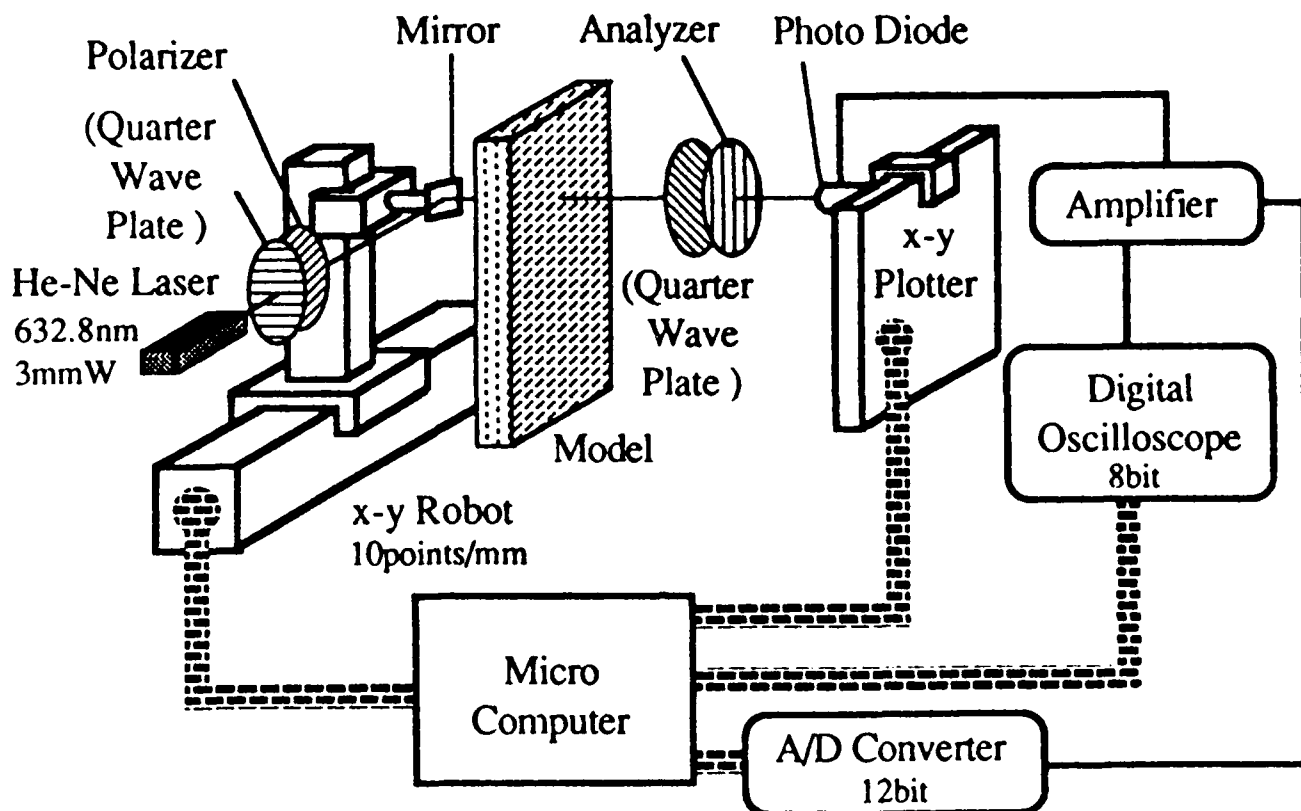 Mirror
Analyzer
Photo Diode
Polarizer
(Quarter
Wave
Plate )
He-Ne Laser
632.8nm
3mmW
Model
x-y Robot
10points/mm
(Quarter
Wave
Plate )
x-y
Plotter
Amplifier
Digital
Oscilloscope
8bit
Micro
Computer
A/D Converter
12bit